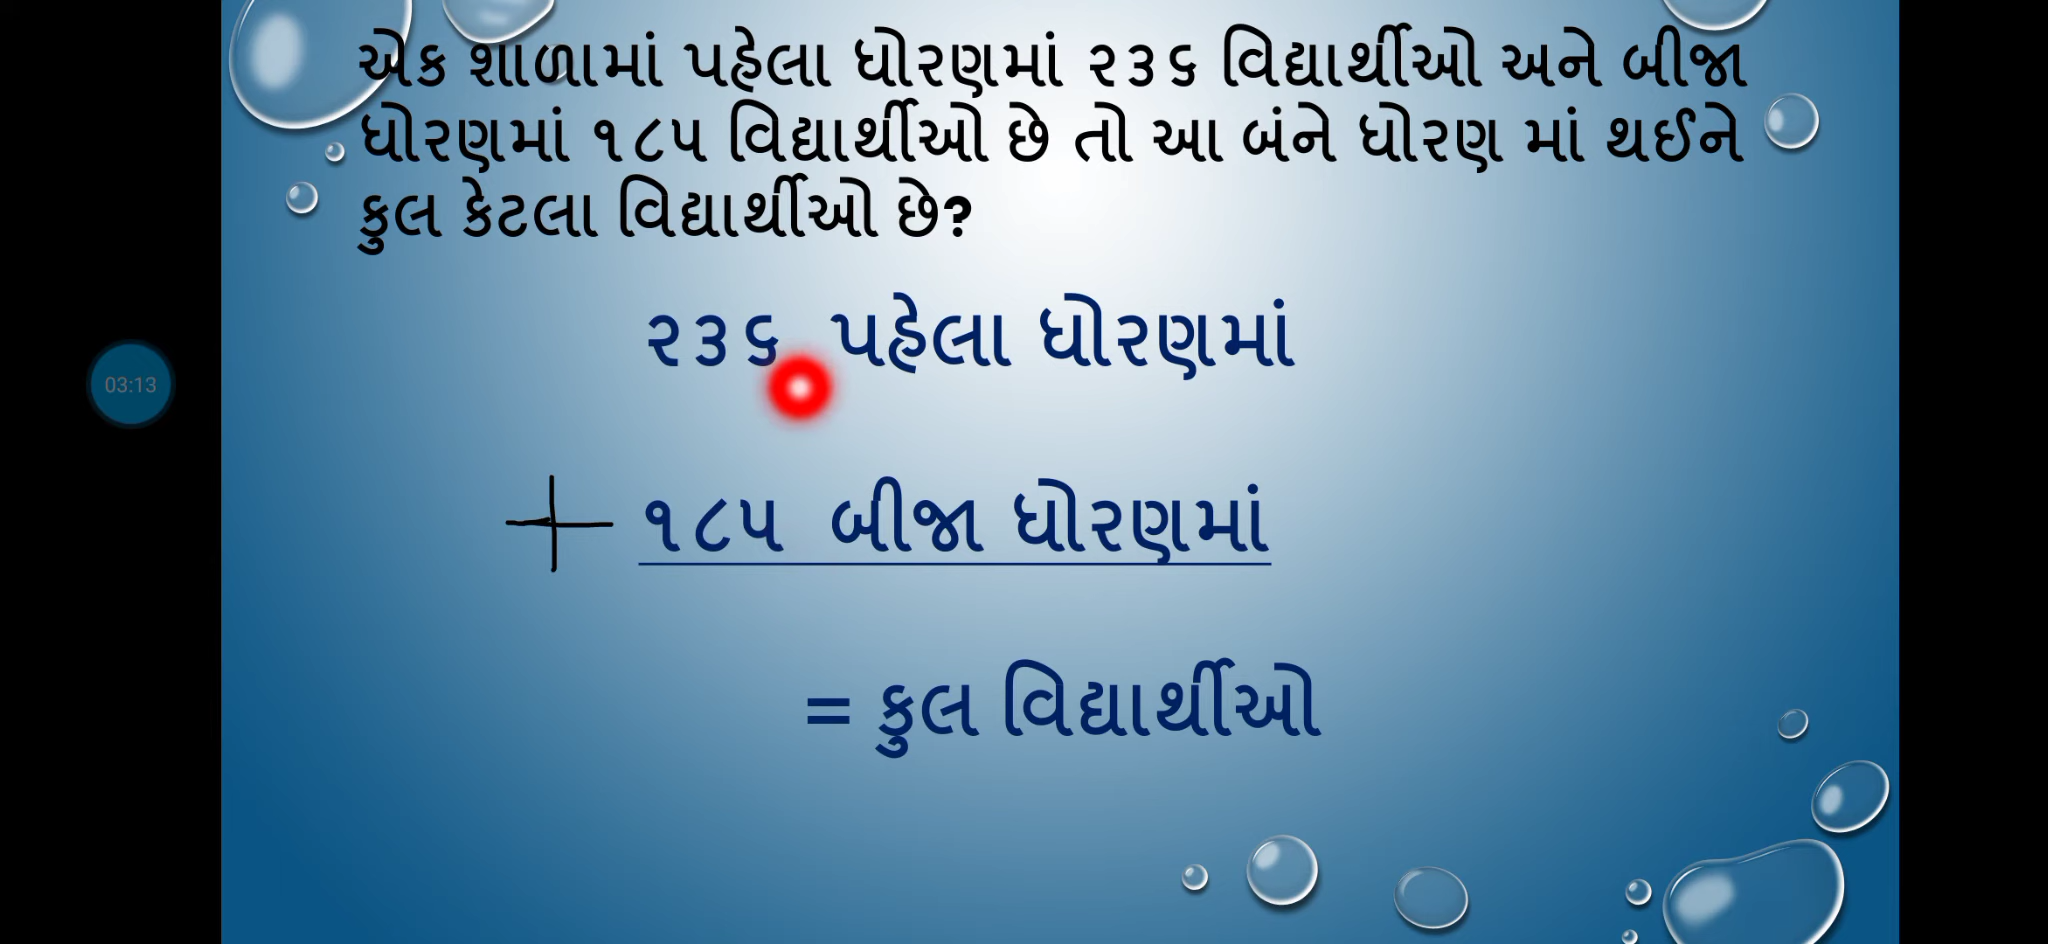 એક શાળામાં પહેલા ધોરણમાં ૨૩૬ વિદ્યાર્થીઓ અને બીજા
ધોરણમાં ૧૮૫ વિદ્યાર્થીઓ છે તો આ બંને ધોરણ માં થઈને
કુલ કેટલા વિદ્યાર્થીઓ છે?
૨૩૬ પહેલા ધોરણમાં
03:13
+ ૧૮૫ બીજા ધોરણમાં
= કુલ વિદ્યાર્થીઓ